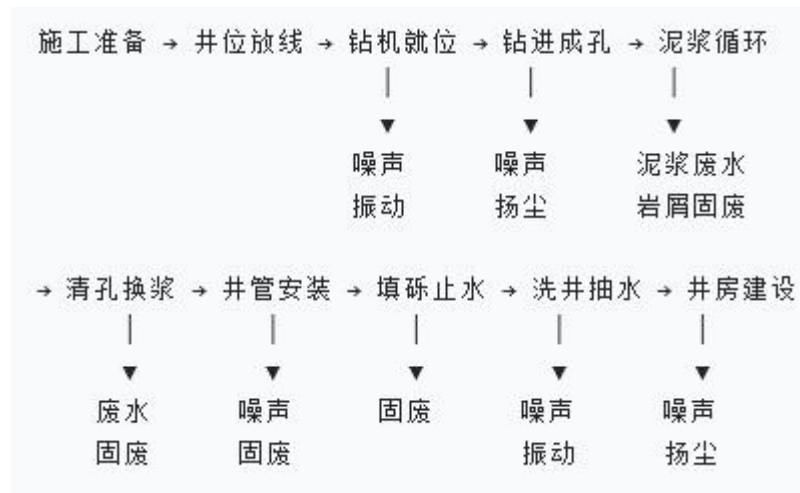 施工准备 → 井位放线 → 钻机就位 → 钻进成孔 → 泥浆循环
噪声 噪声 泥浆废水
振动 扬尘 岩屑固废
→ 清孔换浆 → 井管安装 → 填砾止水 → 洗井抽水 → 井房建设
废水 噪声 固废 噪声 噪声
固废 固废 振动 扬尘